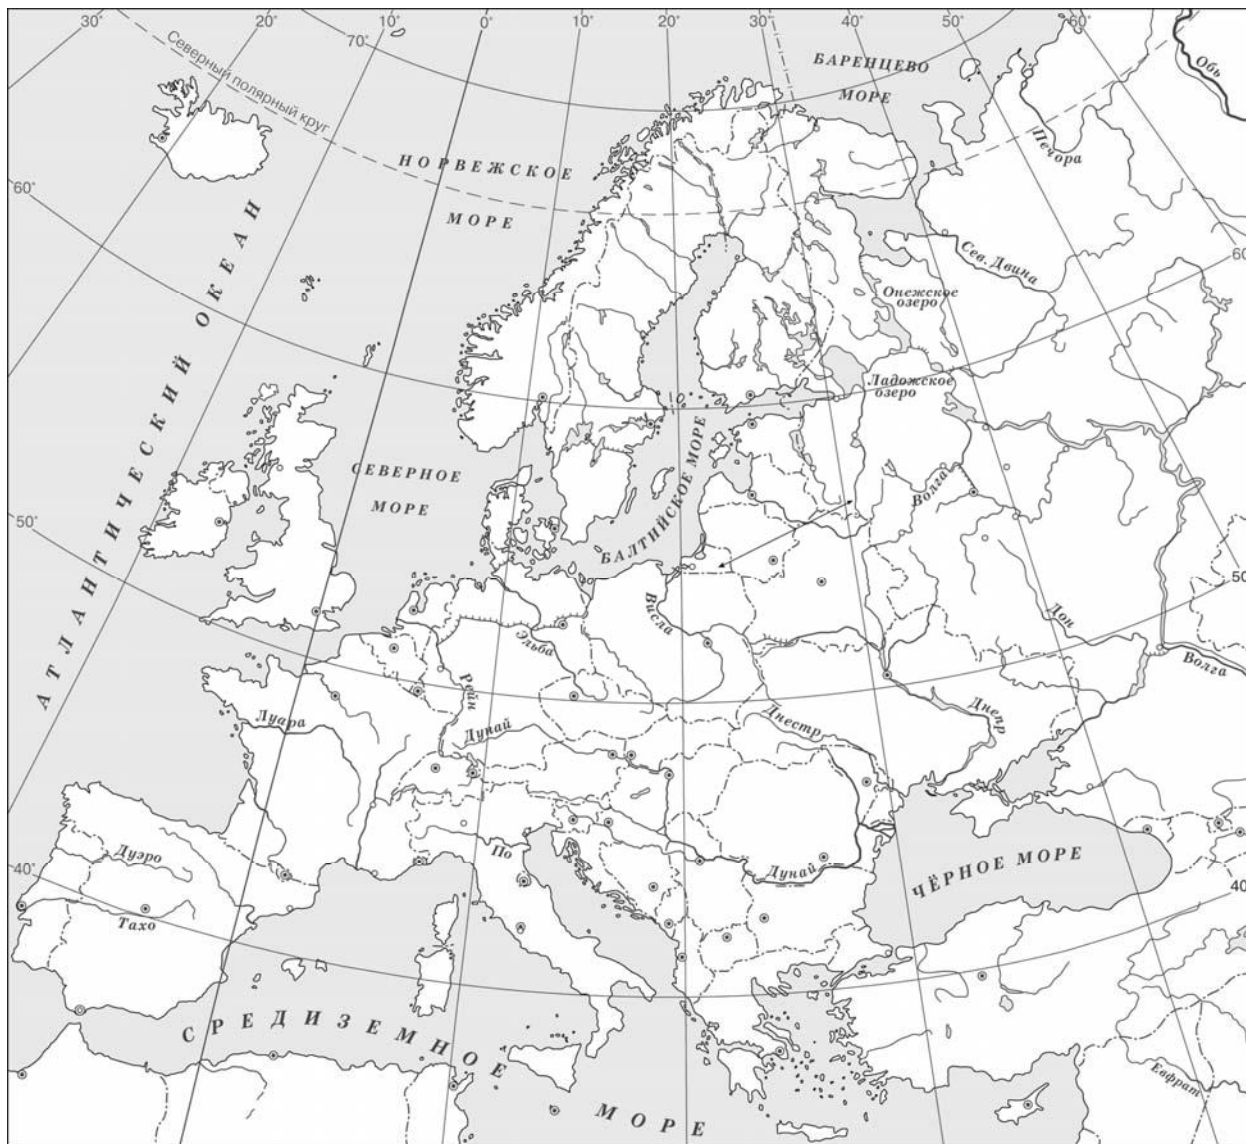 30° 20° 10° 0° 10° 20° 30° 40° 50° 60°
70°
Северный полярный круг
БАРЕНЦЕВО
МОРЕ
Обь
Печора
НОРВЕЖСКОЕ
МОРЕ
60°
АТЛАНТИЧЕСКИЙ ОКЕАН
Сев. Двина
60
Онежское
озеро
Ладожское
озеро
СЕВЕРНОЕ
МОРЕ
БАЛТИЙСКОЕ МОРЕ
Волга
50°
50
Висла
Эльба
Дон
Волга
Рейн
Луара
Дунай
Днестр
Днепр
Дуэро
По
Дунай
ЧЁРНОЕ МОРЕ
40°
40
Тахо
СРЕДИЗЕМНОЕ
МОРЕ
Евфрат